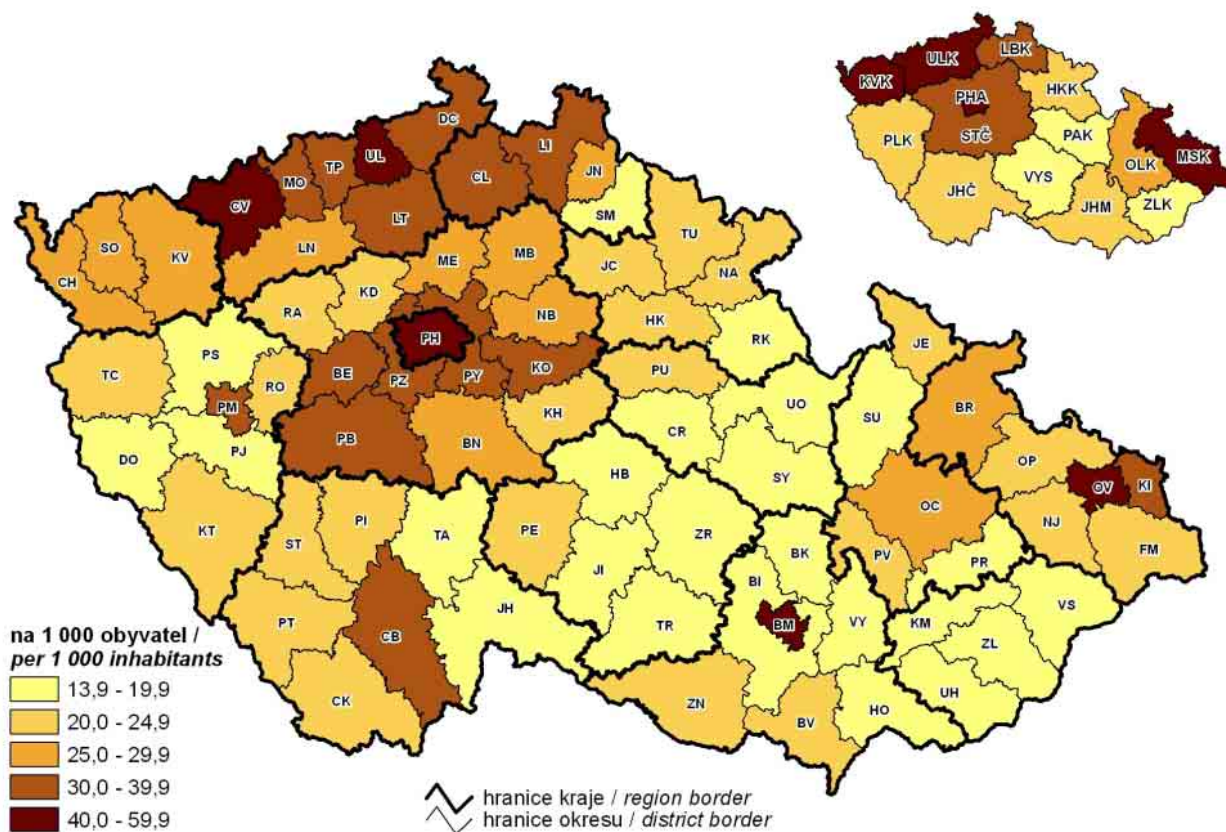 KVK
ULK
LBK
HKK
PHA
STČ
PLK
PAK
OLK
MSK
VYS
JHČ
JHM
ZLK
DC
UL
TP
MO
CV
LT
CL
LI
JN
SM
SO
KV
CH
LN
ME
MB
JC
TU
NA
KD
RA
PH
NB
HK
RK
JE
PS
TC
RO
PM
BE
PZ
PY
KO
PU
KH
UO
SU
BR
DO
PJ
PB
BN
CR
SY
OP
OV
KI
HB
OC
NJ
FM
KT
ST
PI
TA
PE
ZR
BK
PV
PR
JI
BI
VS
PT
CB
JH
TR
BM
VY
KM
ZL
CK
ZN
BV
HO
UH
na 1 000 obyvatel /
per 1 000 inhabitants
13,9 - 19,9
20,0 - 24,9
25,0 - 29,9
30,0 - 39,9
40,0 - 59,9
hranice kraje / region border
hranice okresu / district border